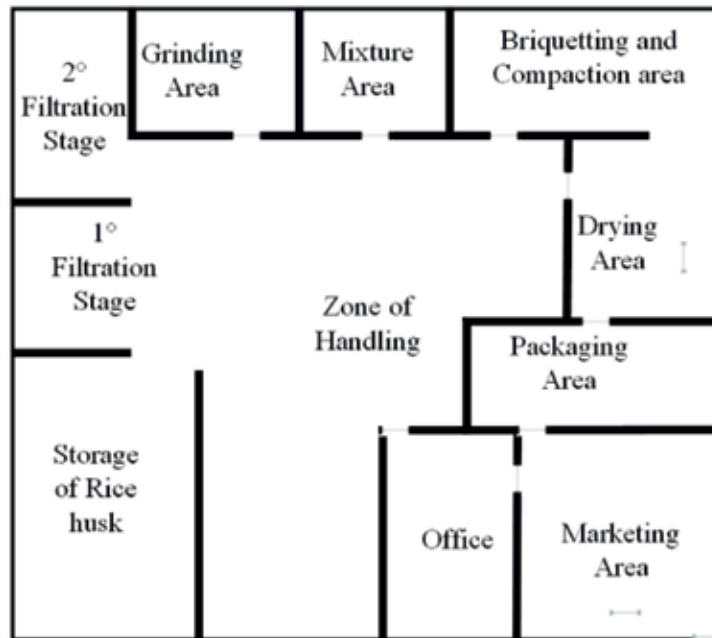 2°
Filtration
Stage
Grinding
Area
Mixture
Area
Briquetting and
Compaction area
1°
Filtration
Stage
Drying
Area
Zone of
Handling
Packaging
Area
Storage
of Rice
husk
Office
Marketing
Area